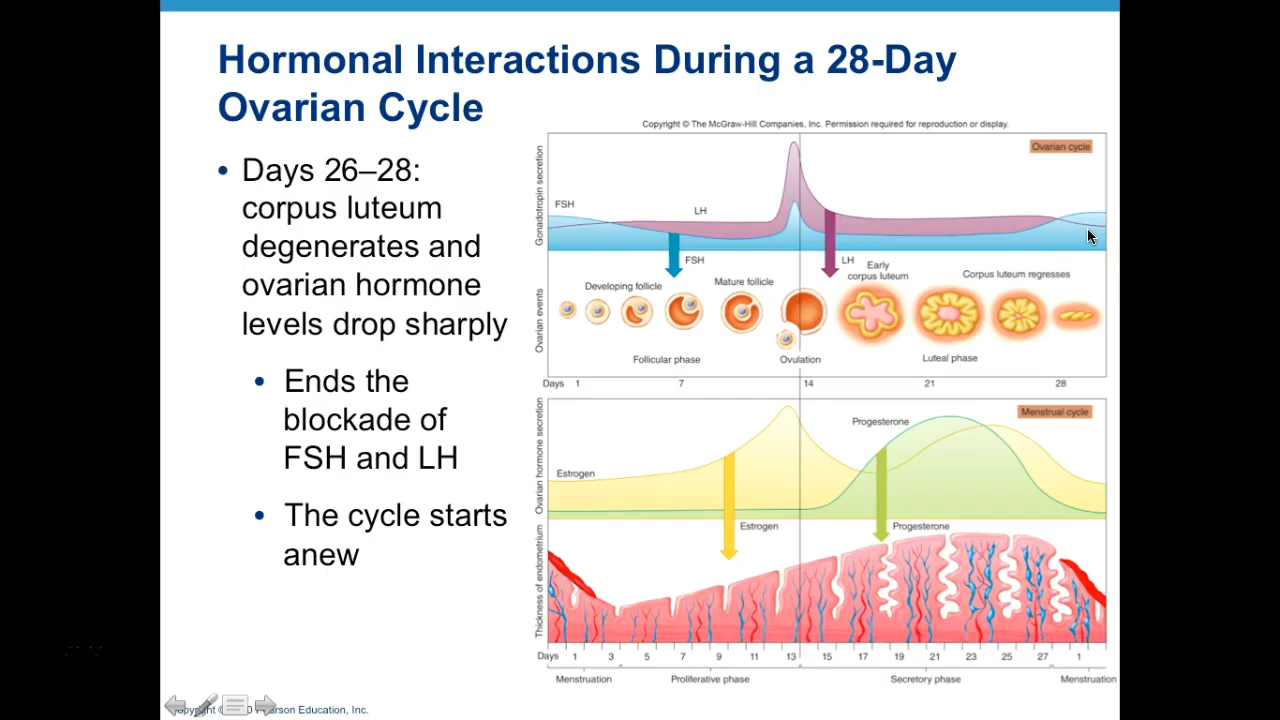 Hormonal Interactions During a 28-Day
Ovarian Cycle
• Days 26–28:
corpus luteum
degenerates and
ovarian hormone
levels drop sharply
• Ends the
blockade of
FSH and LH
• The cycle starts
anew
Copyright © The McGraw-Hill Companies, Inc. Permission required for reproduction or display.
Ovarian cycle
Gonadotropin secretion
FSH
LH
FSH
LH
Ovarian events
Developing follicle
Mature follicle
Early
corpus luteum
Corpus luteum regresses
Follicular phase
Ovulation
Luteal phase
Days 1 7 14 21 28
Menstrual cycle
Ovarian hormone secretion
Estrogen
Progesterone
Estrogen
Progesterone
Thickness of endometrium
Days 1 3 5 7 9 11 13 15 17 19 21 23 25 27 1
Menstruation Proliferative phase Secretory phase Menstruation
Pearson Education, Inc.